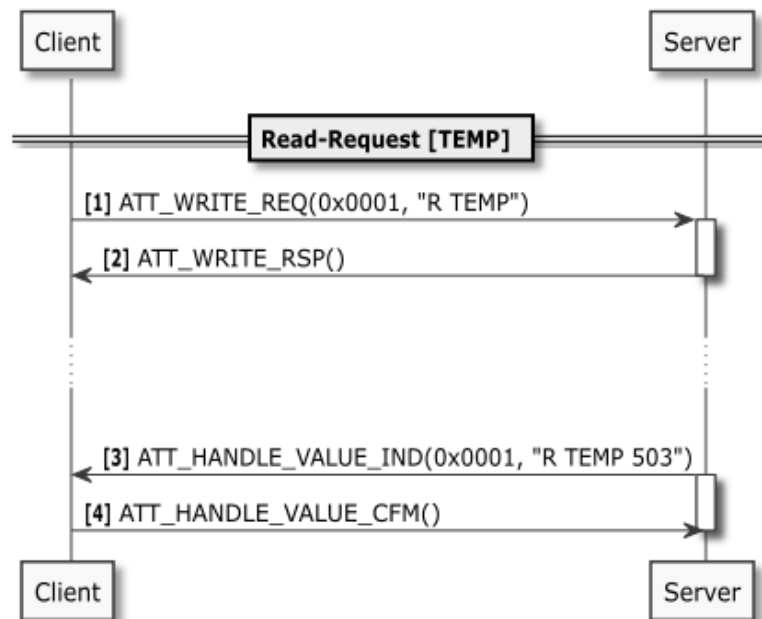 Client Server
Read-Request [TEMP]
[1] ATT_WRITE_REQ(0x0001, "R TEMP")
[2] ATT_WRITE_RSP()
[3] ATT_HANDLE_VALUE_IND(0x0001, "R TEMP 503")
[4] ATT_HANDLE_VALUE_CFM()
Client Server